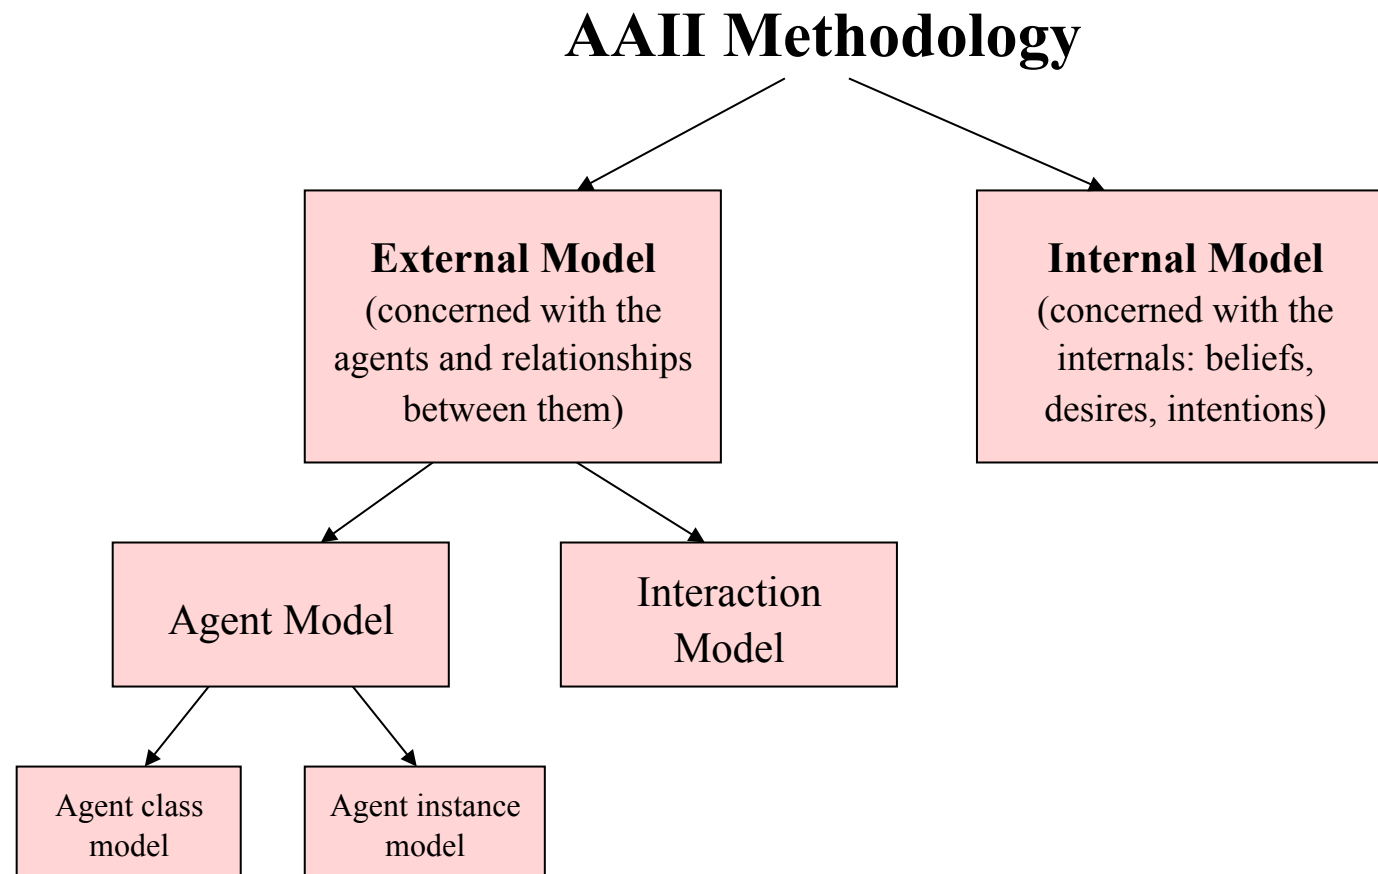 AAII Methodology
External Model
(concerned with the
agents and relationships
between them)
Internal Model
(concerned with the
internals: beliefs,
desires, intentions)
Agent Model
Interaction
Model
Agent class
model
Agent instance
model